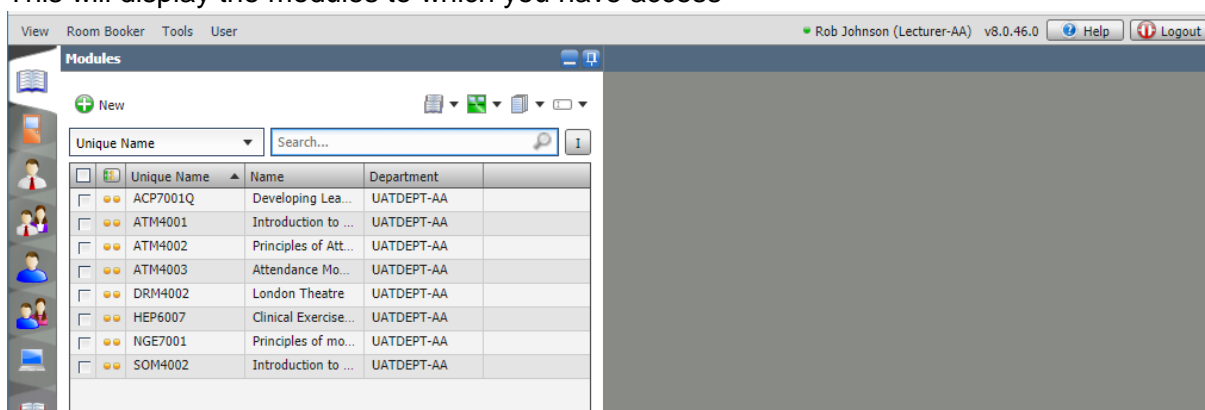 This will display the modules to which you have access
View Room Booker Tools User Rob Johnson (Lecturer-AA) v8.0.46.0 Help Logout
Modules
New
Unique Name Search... I
Unique Name Name Department
ACP7001Q Developing Lea... UATDEPT-AA
ATM4001 Introduction to ... UATDEPT-AA
ATM4002 Principles of Att... UATDEPT-AA
ATM4003 Attendance Mo... UATDEPT-AA
DRM4002 London Theatre UATDEPT-AA
HEP6007 Clinical Exercise... UATDEPT-AA
NGE7001 Principles of mo... UATDEPT-AA
SOM4002 Introduction to ... UATDEPT-AA